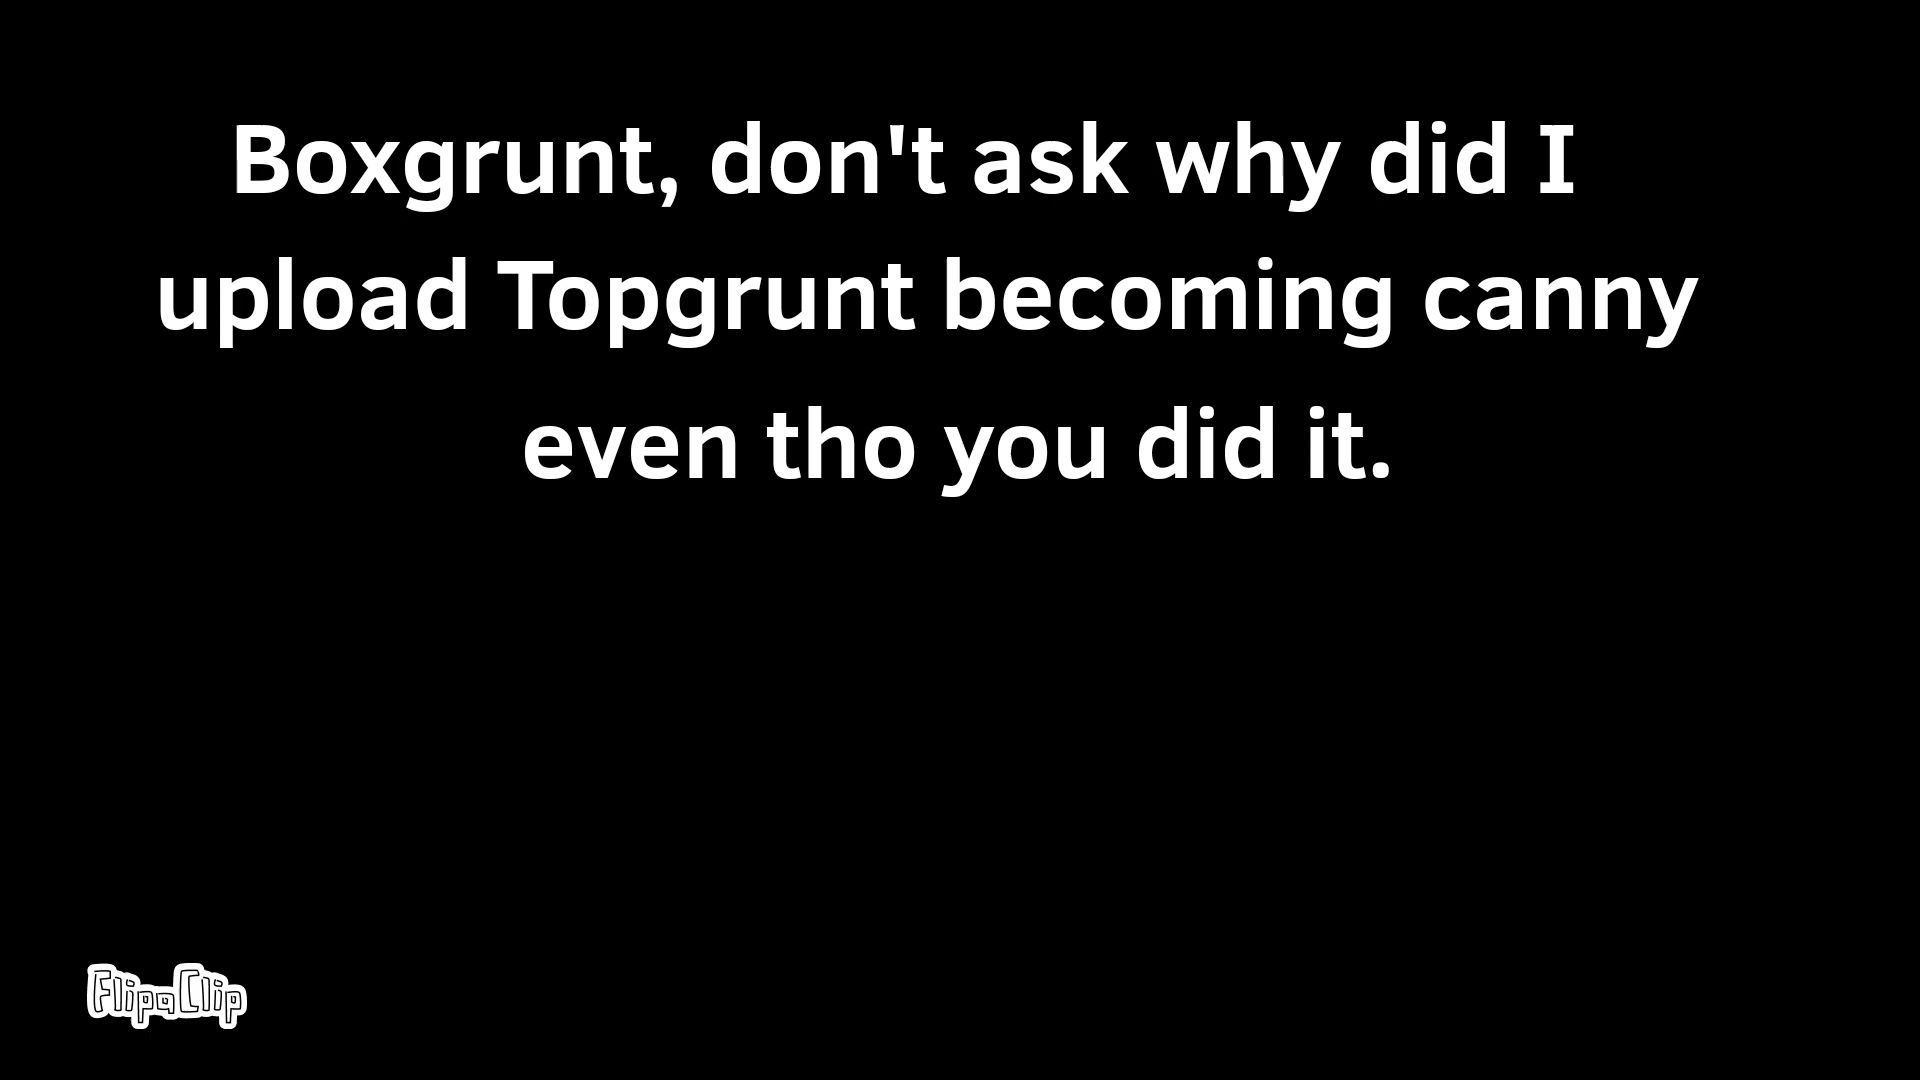 Boxgrunt, don't ask why did I
upload Topgrunt becoming canny
even tho you did it.
FlipaClip